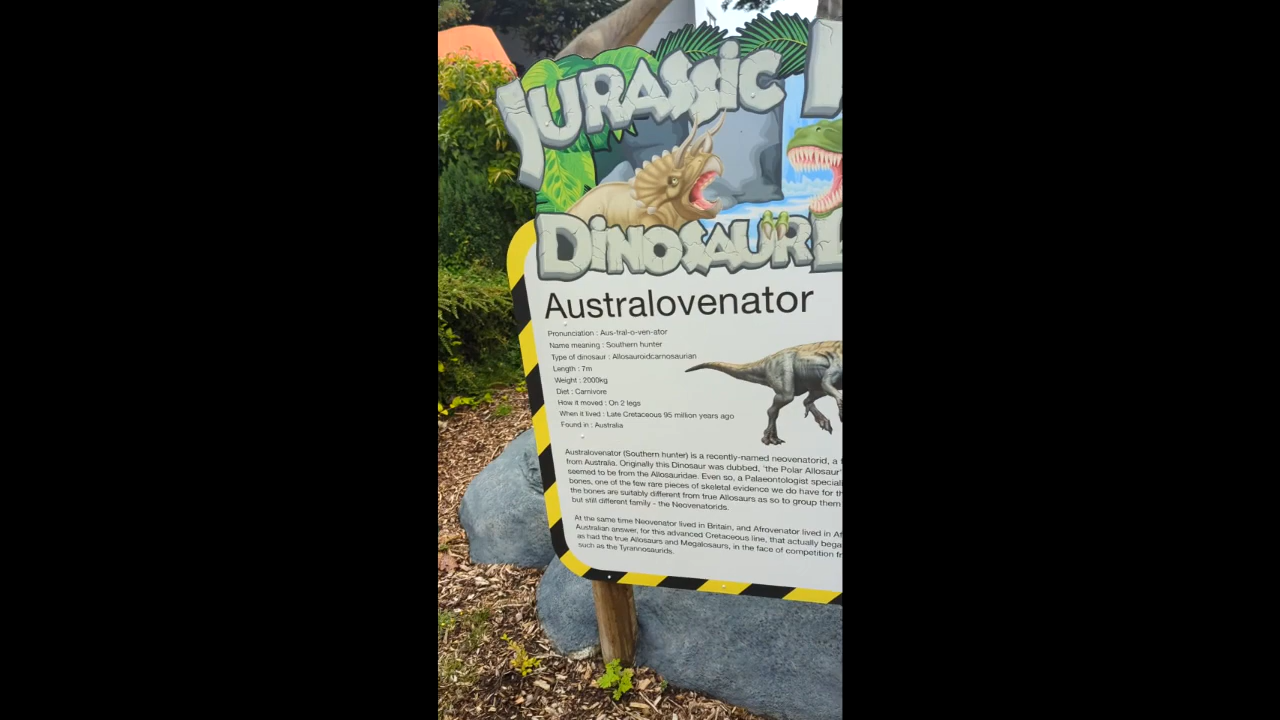 JURASSIC
DINOSAUR
Australovenator
Pronunciation : Aus-tral-o-ven-ator
Name meaning : Southern hunter
Type of dinosaur : Allosauroidcarnosaurian
Length : 7m
Weight : 2000kg
Diet : Carnivore
How it moved : On 2 legs
When it lived : Late Cretaceous 95 million years ago
Found in : Australia
Australovenator (Southern hunter) is a recently-named neovenatorid, a
from Australia. Originally this Dinosaur was dubbed, 'the Polar Allosaur'
seemed to be from the Allosauridae. Even so, a Palaeontologist
bones, one of the few rare pieces of skeletal evidence we do have for
the bones are suitably different from true Allosaurs as so to group them
but still different family - the Neovenatorids.
At the same time Neovenator lived in Britain, and Afrovenator lived in
Australian answer, for this advanced Cretaceous line, that actually
as had the true Allosaurs and Megalosaurs, in the face of competition
such as the Tyrannosaurids.